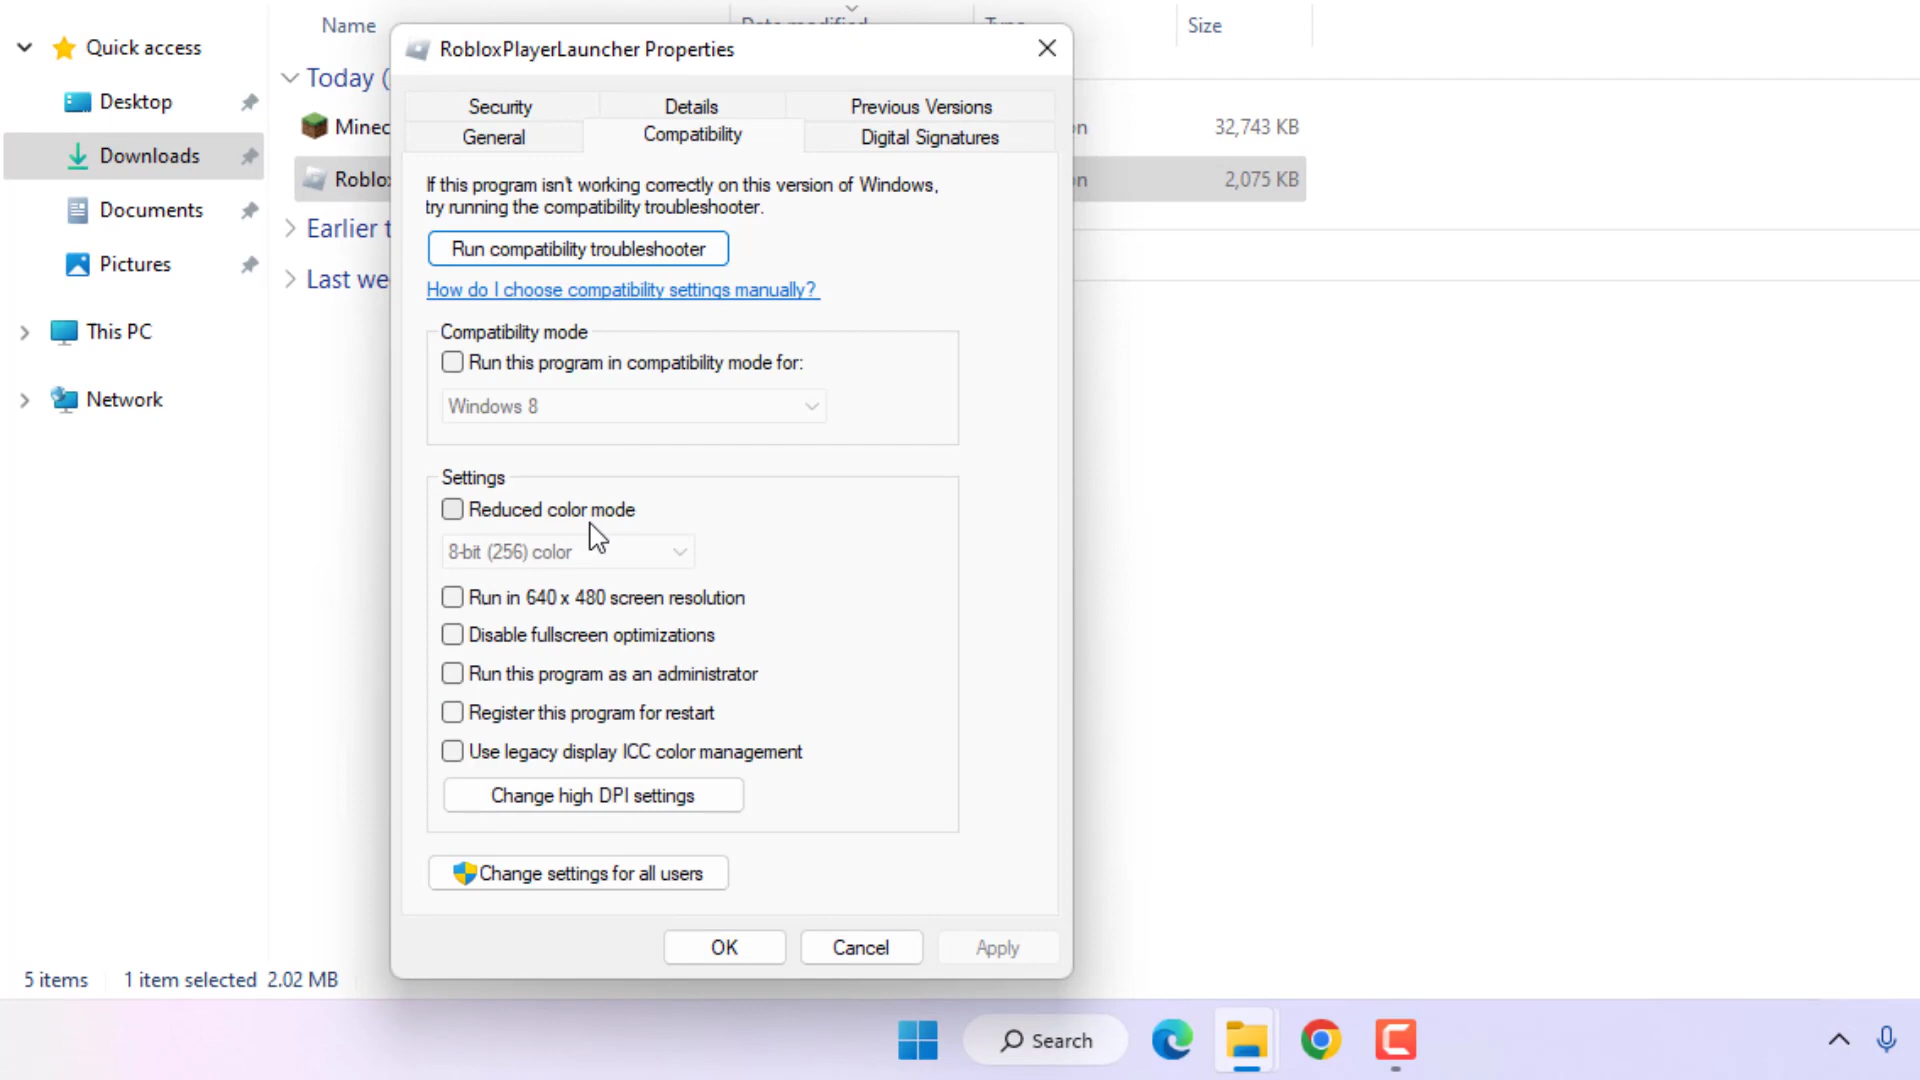 Name
Size
Quick access
RobloxPlayerLauncher Properties
Today (
Desktop
Security
Details
Previous Versions
Minec
on
32,743 KB
General
Compatibility
Digital Signatures
Downloads
Roblox
on
2,075 KB
If this program isn't working correctly on this version of Windows,
try running the compatibility troubleshooter.
Documents
Earlier t
Run compatibility troubleshooter
Pictures
Last we
How do I choose compatibility settings manually?
This PC
Compatibility mode
Run this program in compatibility mode for:
Network
Windows 8
Settings
Reduced color mode
8-bit (256) color
Run in 640 x 480 screen resolution
Disable fullscreen optimizations
Run this program as an administrator
Register this program for restart
Use legacy display ICC color management
Change high DPI settings
Change settings for all users
OK
Cancel
Apply
5 items
1 item selected 2.02 MB
Search